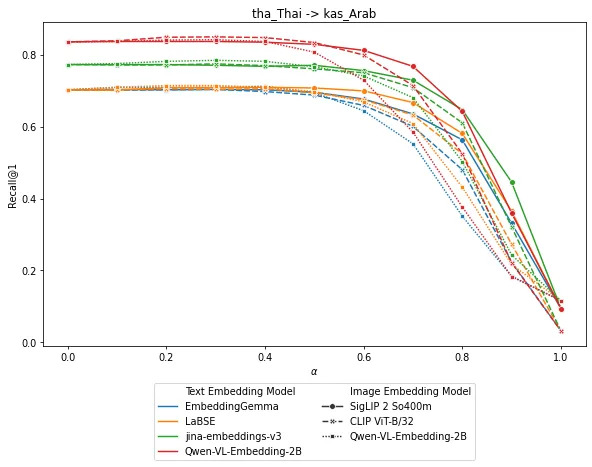 tha_Thai -> kas_Arab
Recall@1
0.8
0.6
0.4
0.2
0.0
0.0 0.2 0.4 0.6 0.8 1.0
α
Text Embedding Model
EmbeddingGemma
LaBSE
jina-embeddings-v3
Qwen-VL-Embedding-2B
Image Embedding Model
SigLIP 2 So400m
CLIP ViT-B/32
Qwen-VL-Embedding-2B